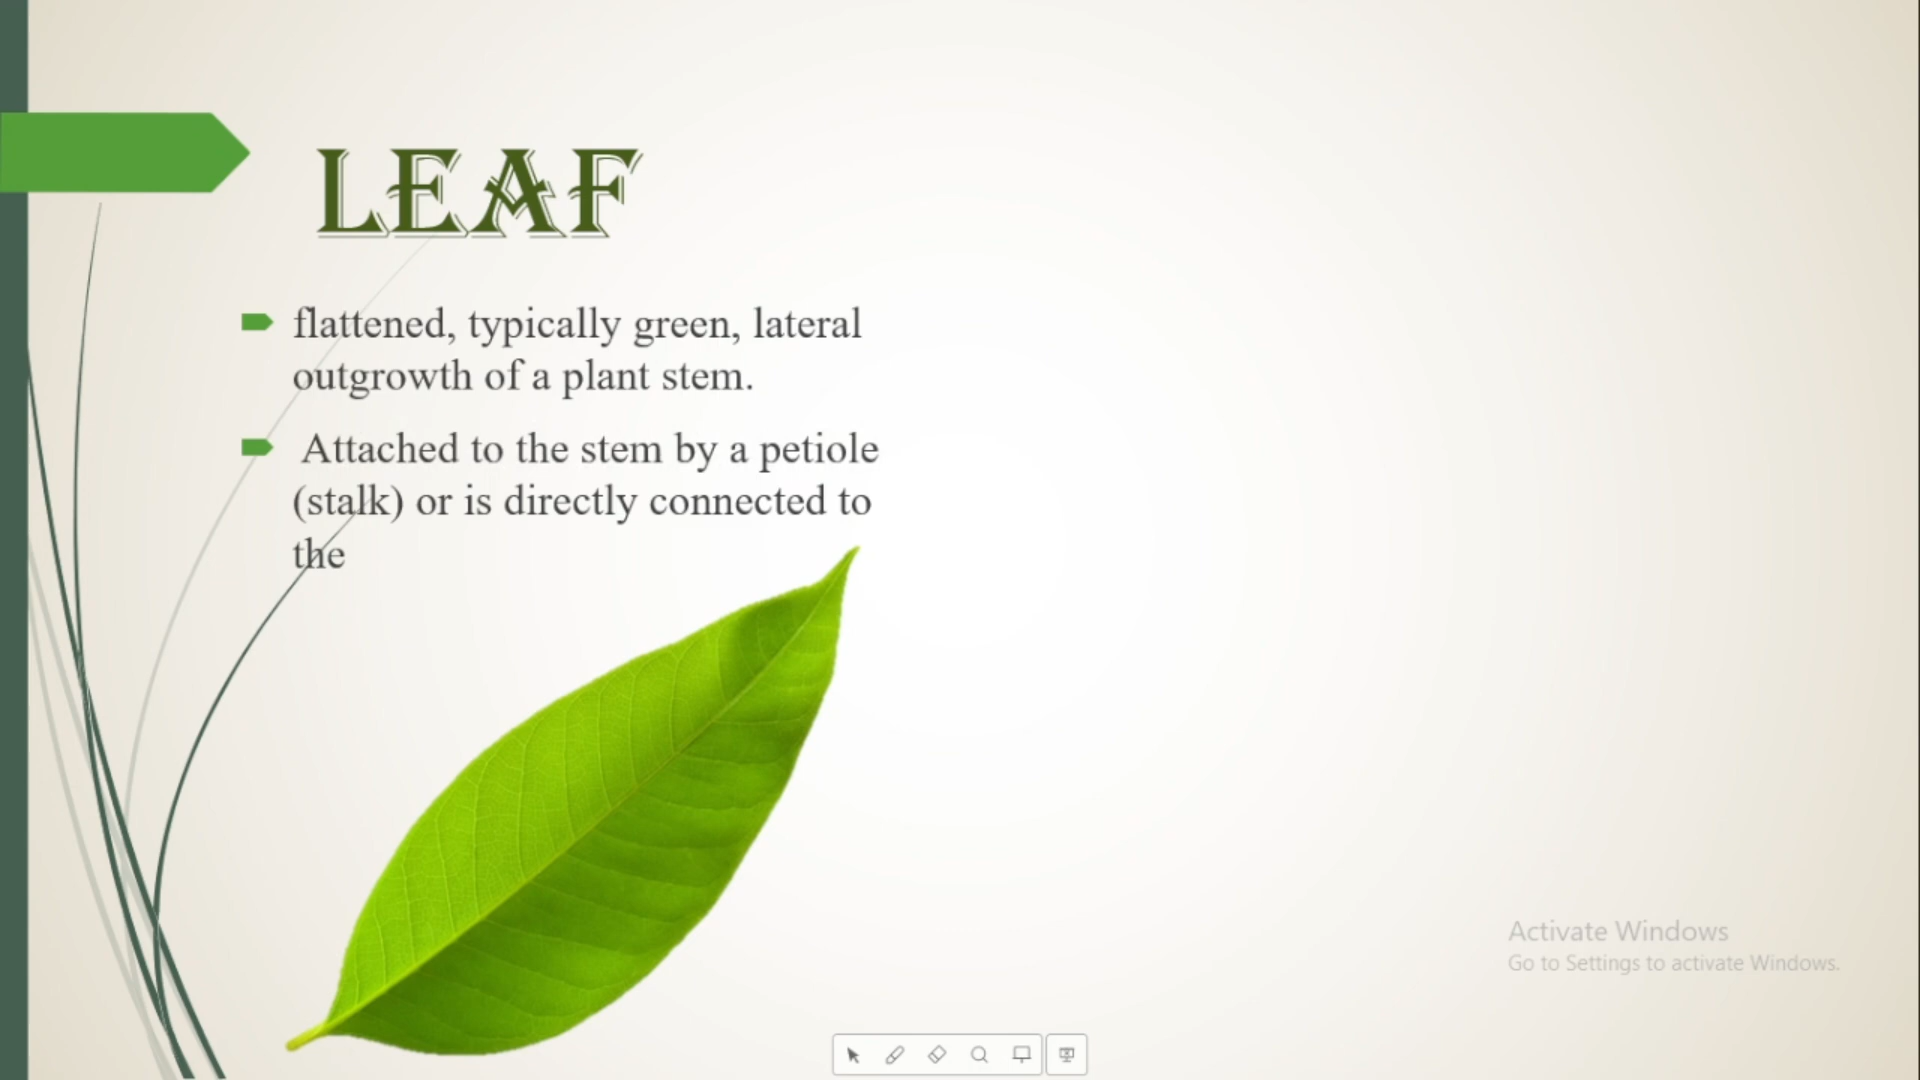 LEAF
flattened, typically green, lateral
outgrowth of a plant stem.
Attached to the stem by a petiole
(stalk) or is directly connected to
the
Activate Windows
Go to Settings to activate Windows.